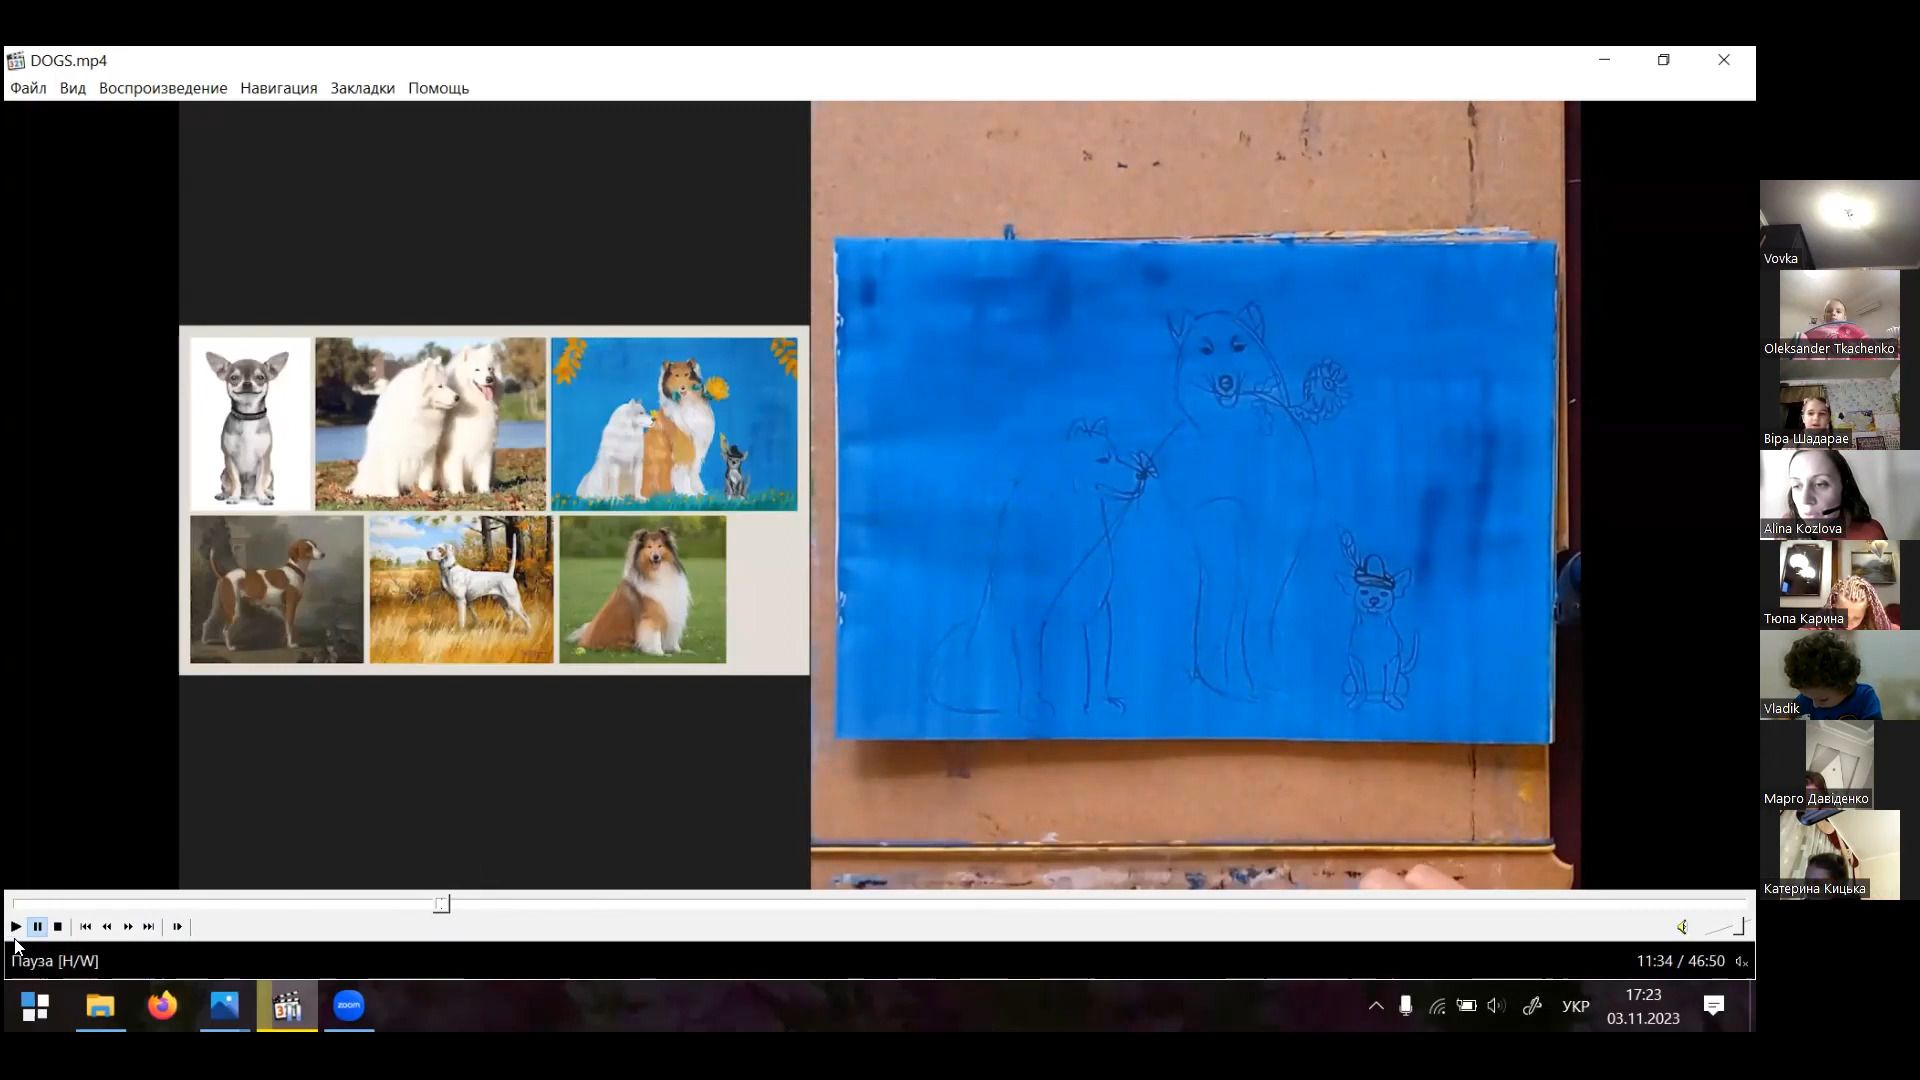 DOGS.mp4
Файл Вид Воспроизведение Навигация Закладки Помощь
Vovka
Oleksander Tkachenko
Віра Шадарае
Alina Kozlova
Тюпа Карина
Vladik
Марго Давіденко
Катерина Кицька
Пауза [H/W]
11:34 / 46:50
zoom
УКР
17:23
03.11.2023